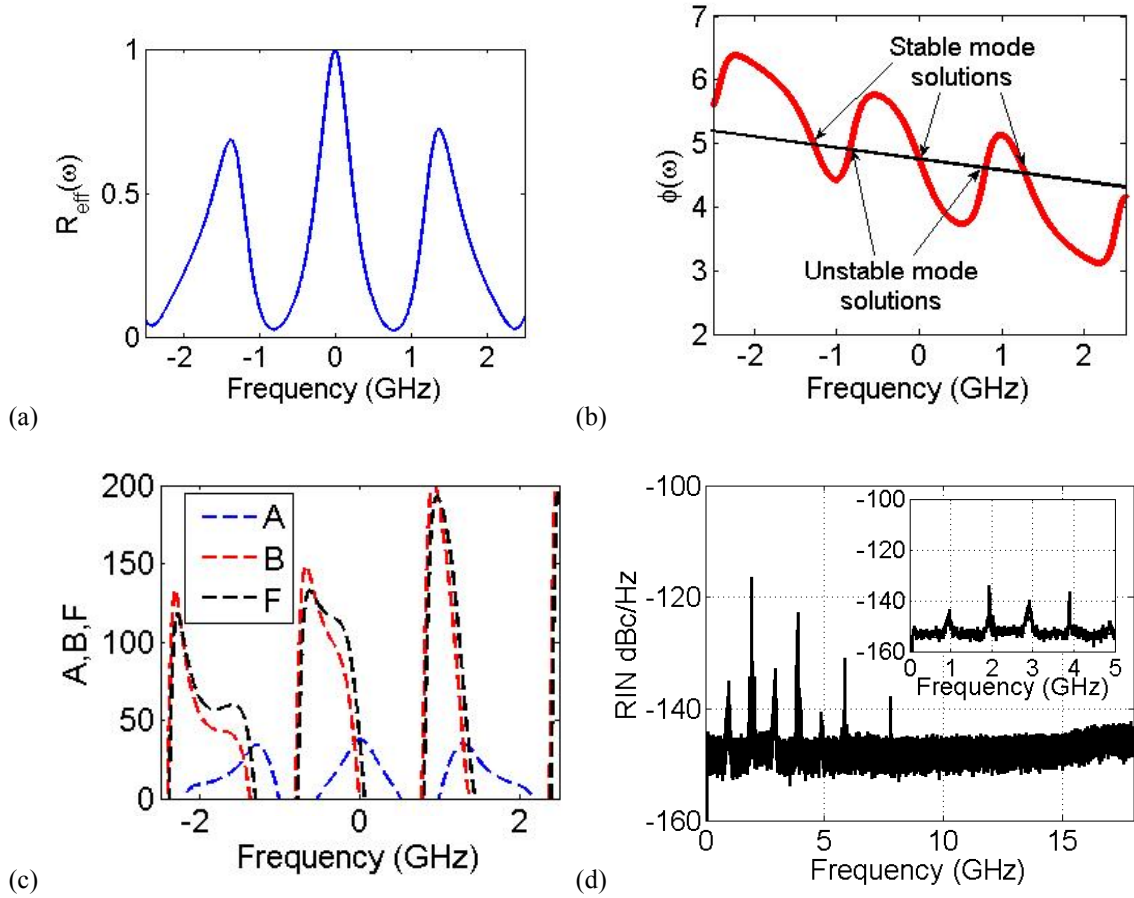 1
0.5
0
-2 -1 0 1 2
R_eff(ω)
Frequency (GHz)
(a)
7
6
5
4
3
2
-2 -1 0 1 2
ϕ(ω)
Frequency (GHz)
Stable mode
solutions
Unstable mode
solutions
(b)
200
150
100
50
0
-2 0 2
A,B,F
Frequency (GHz)
A
B
F
(c)
-100
-120
-140
-160
0 5 10 15
RIN dBc/Hz
Frequency (GHz)
-100
-120
-140
-160
0 1 2 3 4 5
Frequency (GHz)
(d)